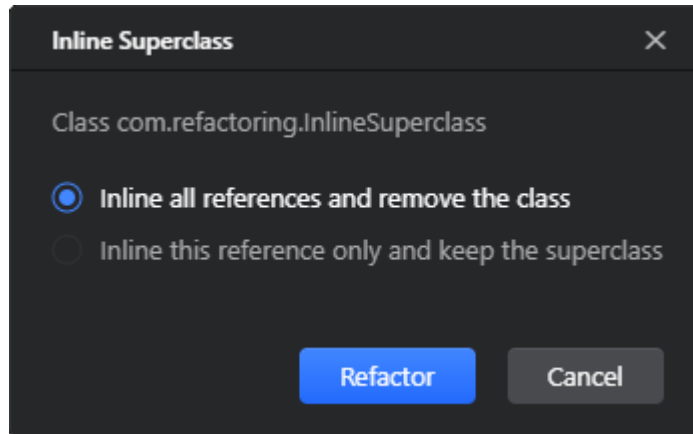 Inline Superclass
Class com.refactoring.InlineSuperclass
Inline all references and remove the class
Inline this reference only and keep the superclass
Refactor Cancel